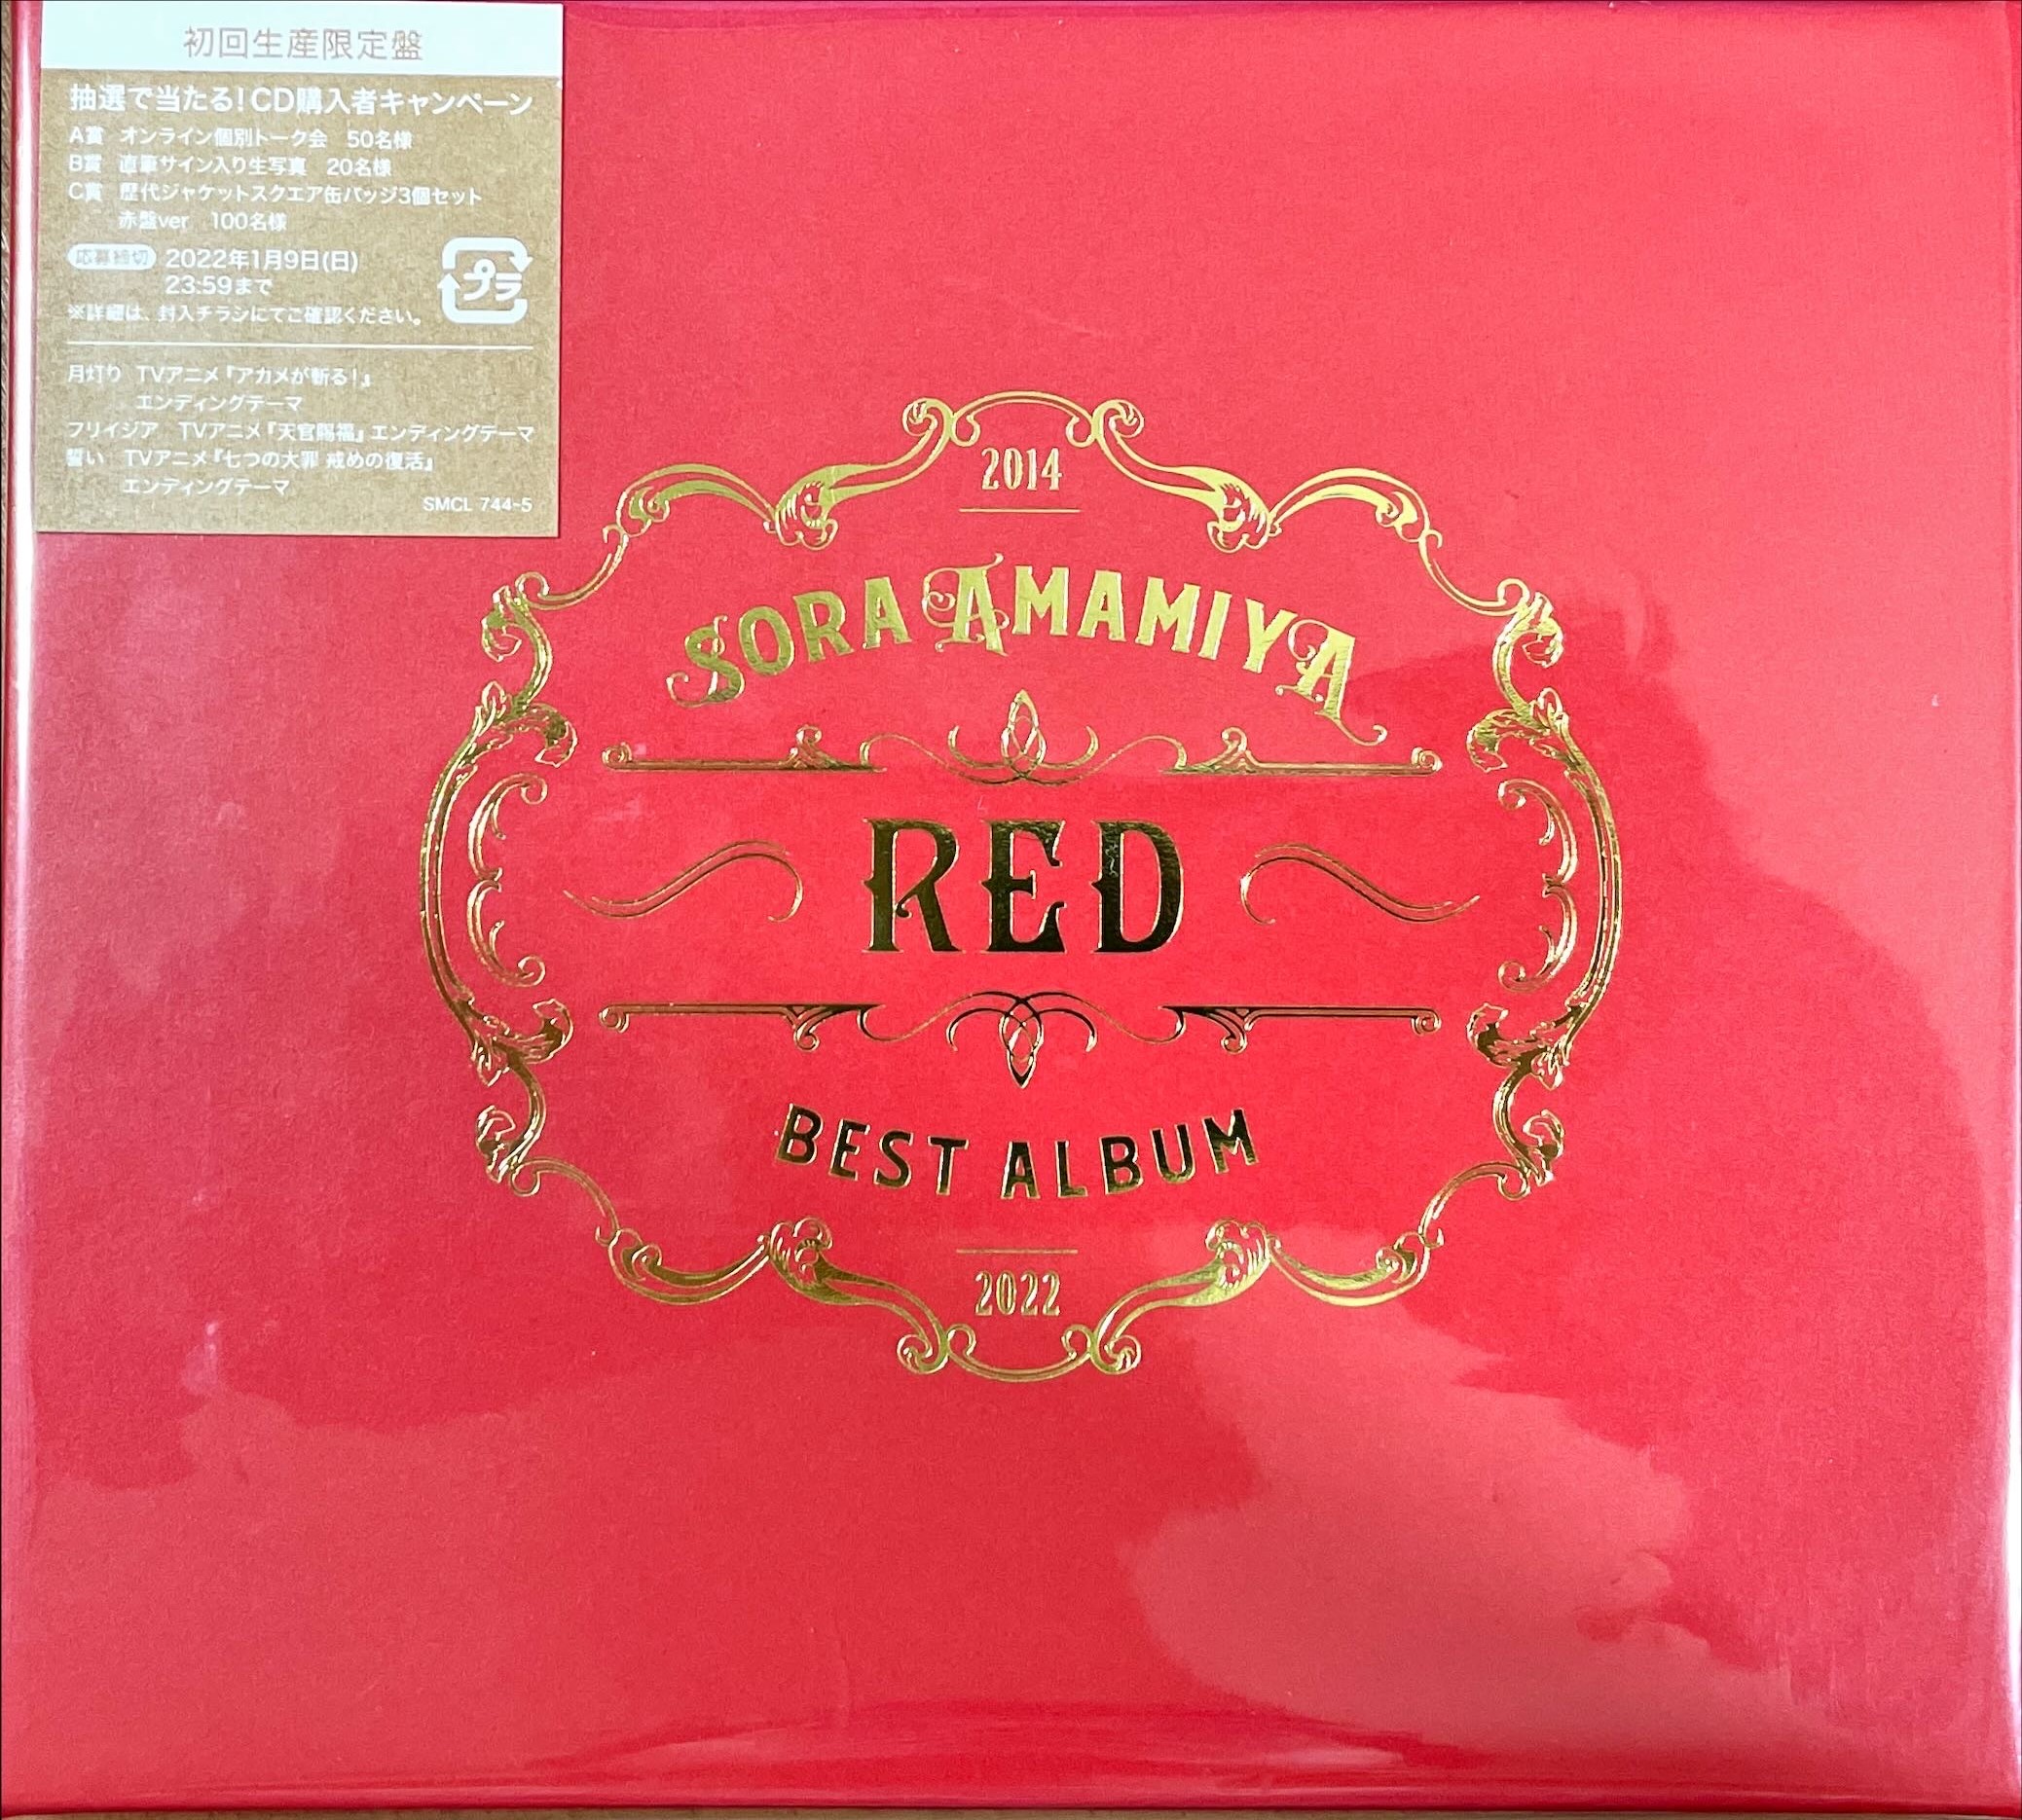 初回生産限定盤
抽選で当たる!CD購入者キャンペーン
A賞 オンライン個別トーク会 50名様
B賞 直筆サイン入り生写真 20名様
C賞 歴代ジャケットスクエア缶バッジ3個セット
赤盤ver 100名様
応募締切 2022年1月9日(日)
23:59まで
プラ
※詳細は、封入チラシにてご確認ください。
月灯り TVアニメ『アカメが斬る!』
エンディングテーマ
フリイジア TVアニメ『天官賜福』エンディングテーマ
誓い TVアニメ『七つの大罪 戒めの復活』
エンディングテーマ
SMCL 744-5
2014
SORA AMAMIYA
RED
BEST ALBUM
2022